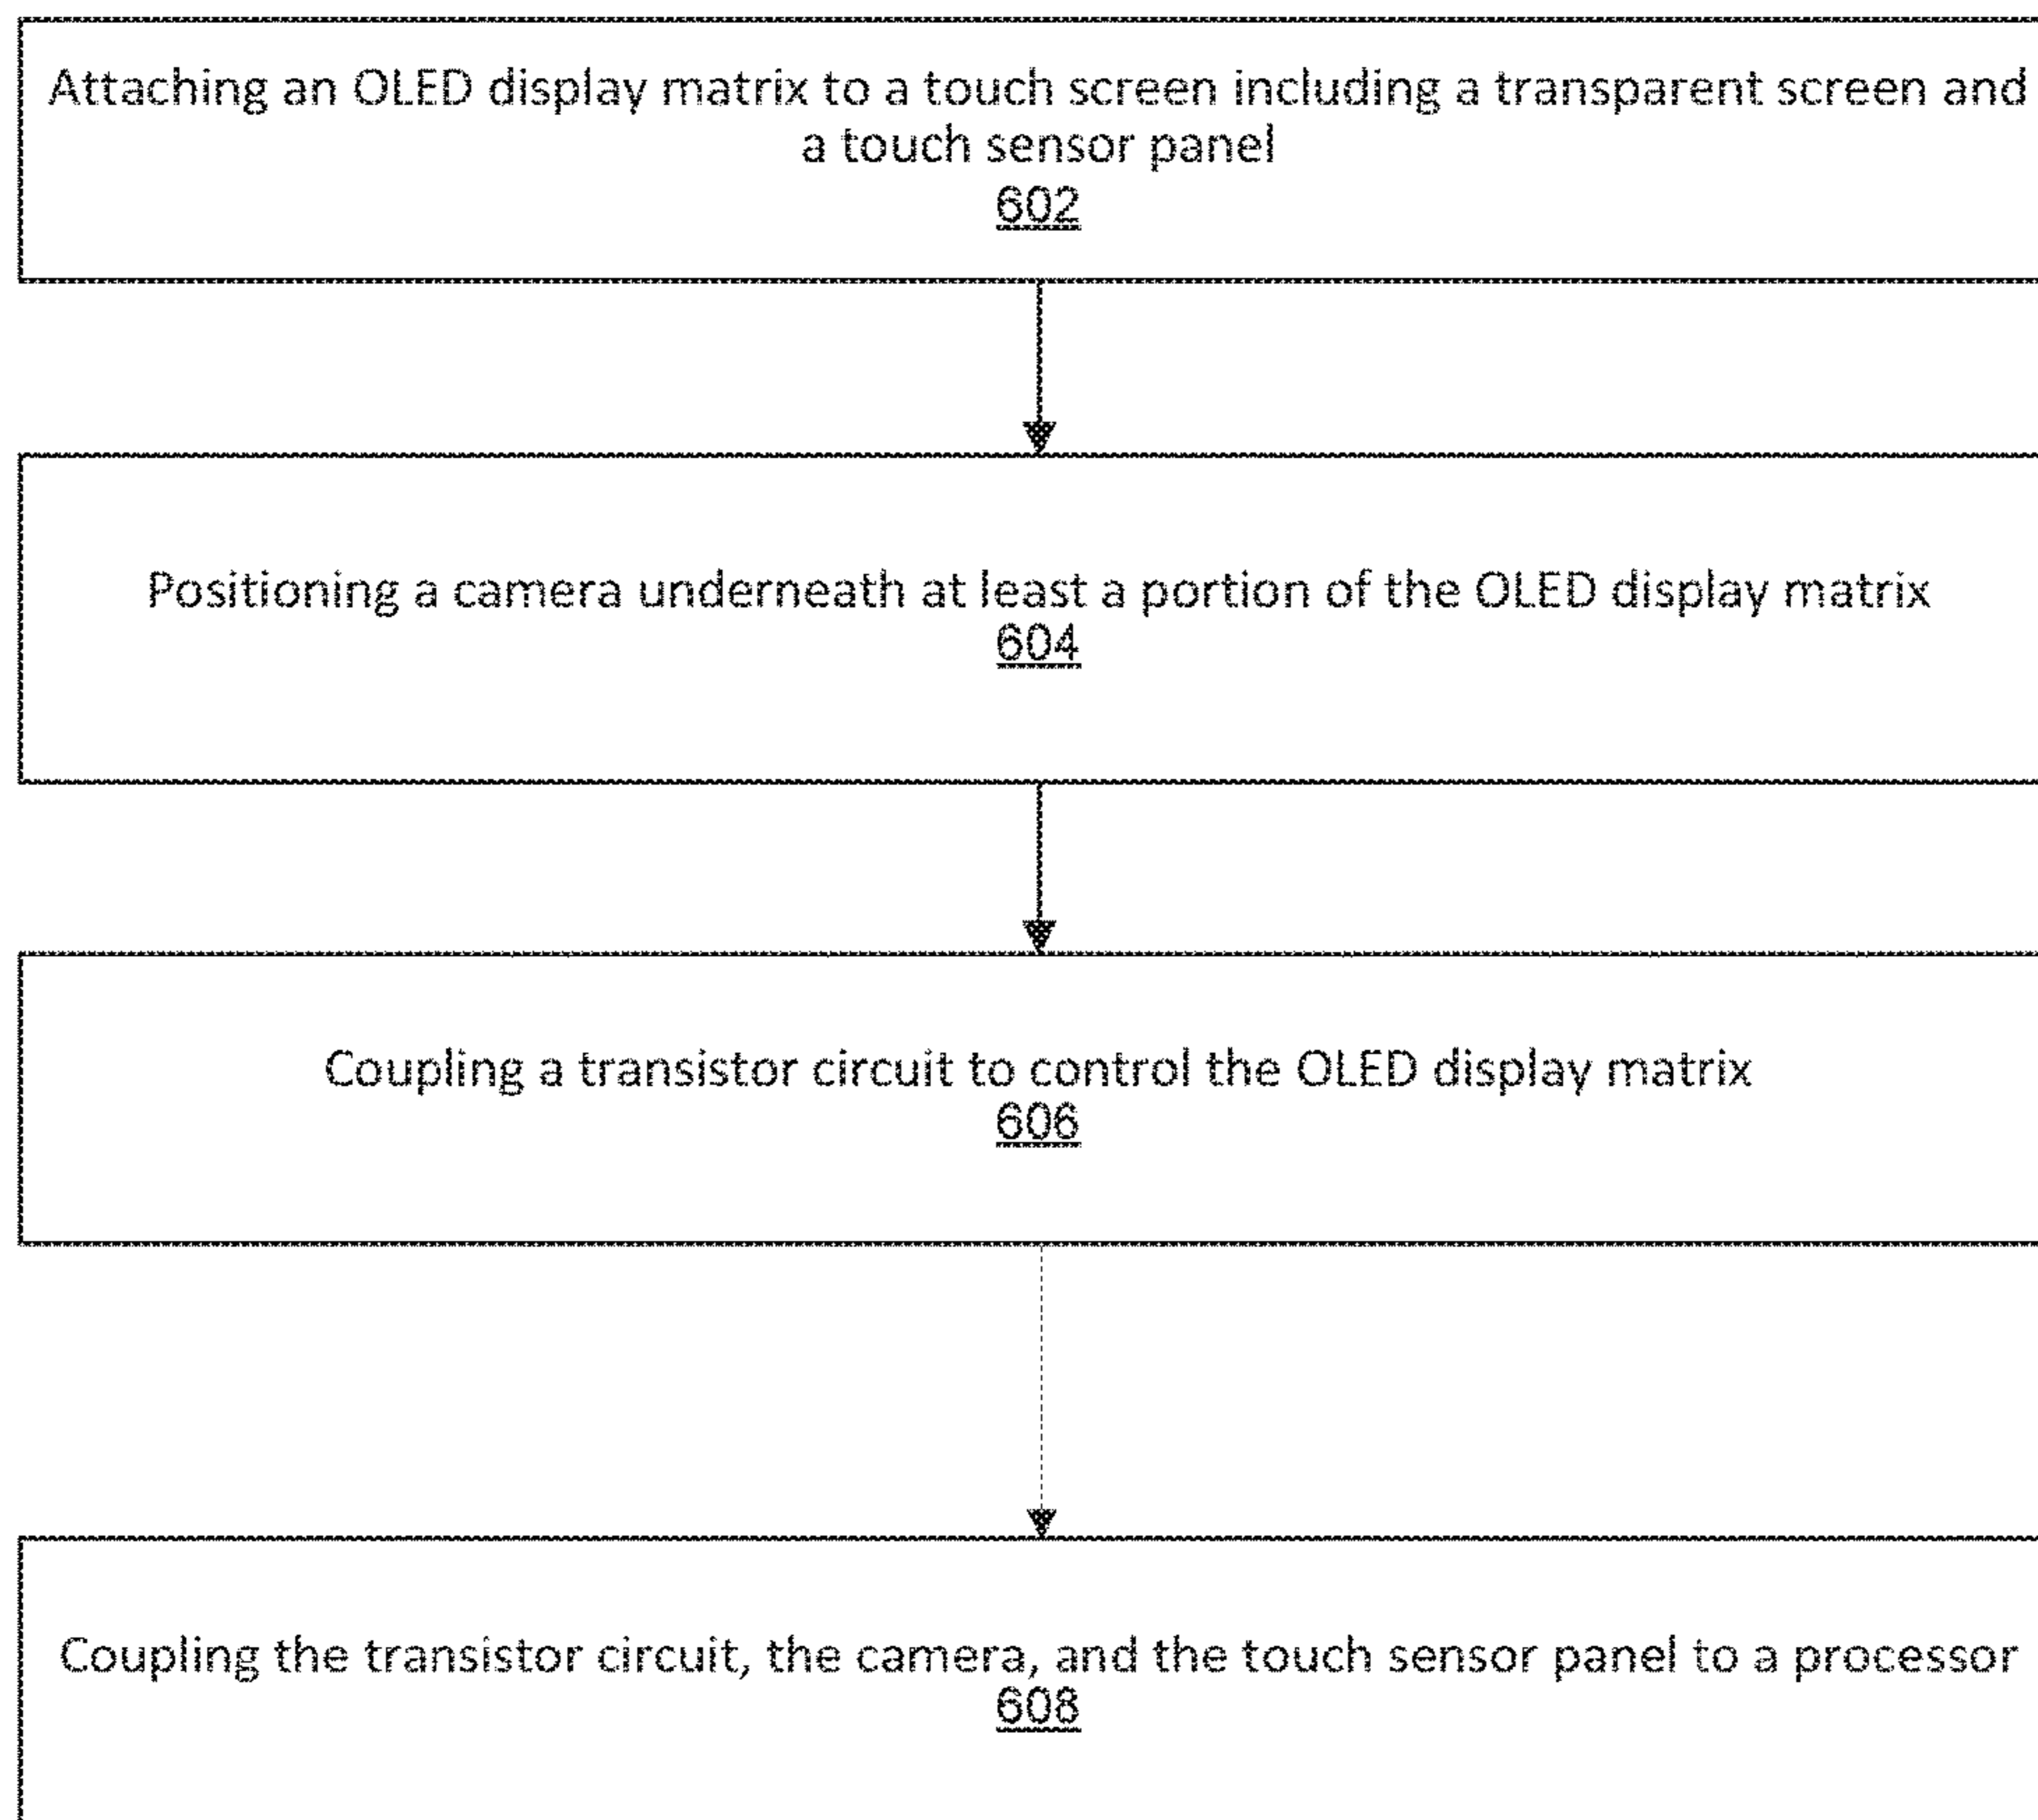 Attaching an OLED display matrix to a touch screen including a transparent screen and
a touch sensor panel
602
Positioning a camera underneath at least a portion of the OLED display matrix
604
Coupling a transistor circuit to control the OLED display matrix
606
Coupling the transistor circuit, the camera, and the touch sensor panel to a processor
608